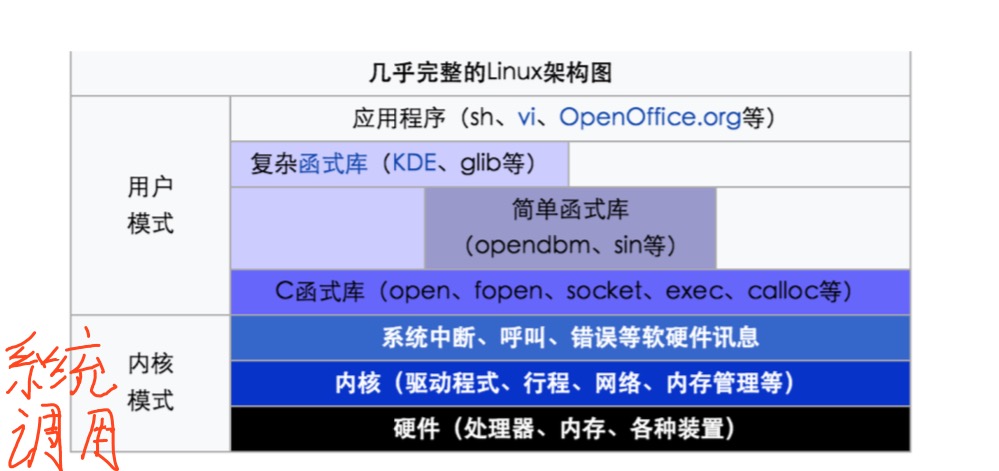 几乎完整的Linux架构图
用户
模式
应用程序（sh、vi、OpenOffice.org等）
复杂函式库（KDE、glib等）
简单函式库
（opendbm、sin等）
C函式库（open、fopen、socket、exec、calloc等）
系统
调用
内核
模式
系统中断、呼叫、错误等软硬件讯息
内核（驱动程式、行程、网络、内存管理等）
硬件（处理器、内存、各种装置）